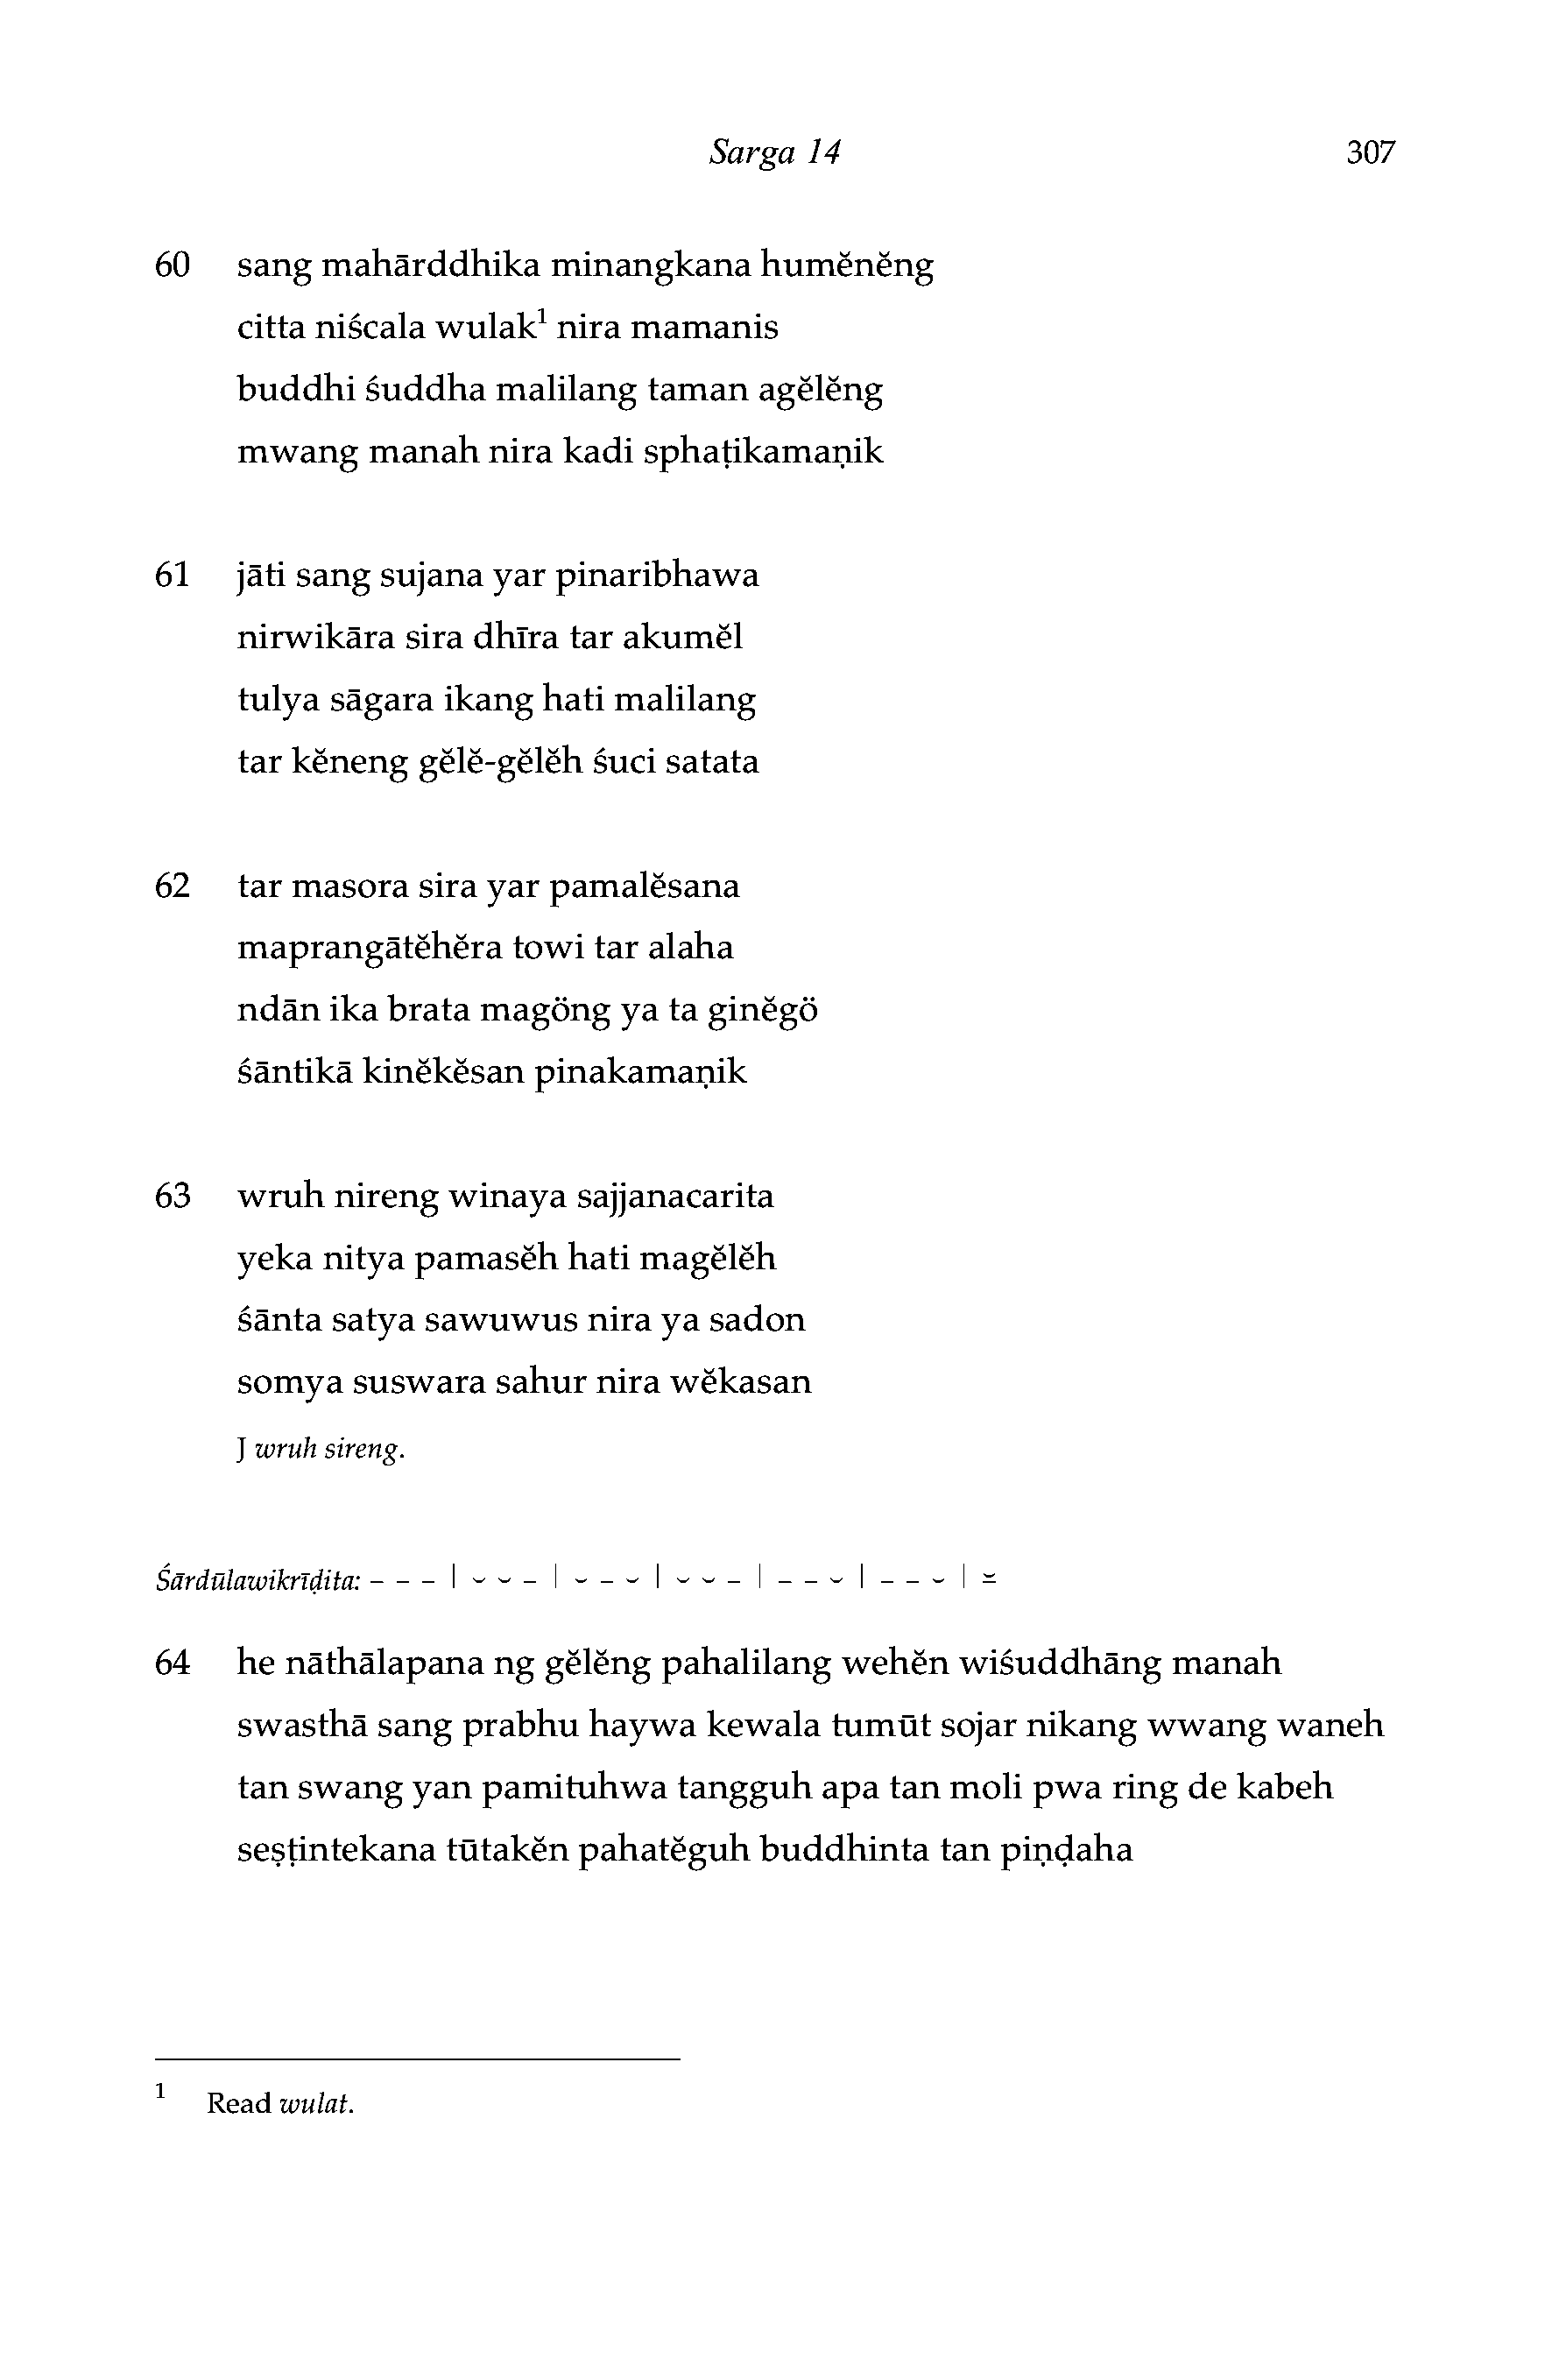 Sarga 14 307
60 sang mahārddhika minangkana humĕnĕng
citta niścala wulak¹ nira mamanis
buddhi śuddha malilang taman agĕlĕng
mwang manah nira kadi sphaṭikamaṇik
61 jāti sang sujana yar pinaribhawa
nirwikāra sira dhīra tar akumĕl
tulya sāgara ikang hati malilang
tar kĕneng gĕlĕ-gĕlĕh śuci satata
62 tar masora sira yar pamalĕsana
maprangātĕhĕra towi tar alaha
ndān ika brata magöng ya ta ginĕgö
śāntikā kinĕkĕsan pinakamaṇik
63 wruh nireng winaya sajjanacarita
yeka nitya pamasĕh hati magĕlĕh
śānta satya sawuwus nira ya sadon
somya suswara sahur nira wĕkasan
J wruh sireng.
Śārdūlawikrīḍita: – – – | ⏑ ⏑ – | ⏑ – ⏑ | ⏑ ⏑ – | – – ⏑ | – – ⏑ | ⏓
64 he nāthālapana ng gĕlĕng pahalilang wehĕn wiśuddhāng manah
swasthā sang prabhu haywa kewala tumūt sojar nikang wwang waneh
tan swang yan pamituhwa tangguh apa tan moli pwa ring de kabeh
seṣṭintekana tūtakĕn pahatĕguh buddhinta tan piṇḍaha
¹ Read wulat.